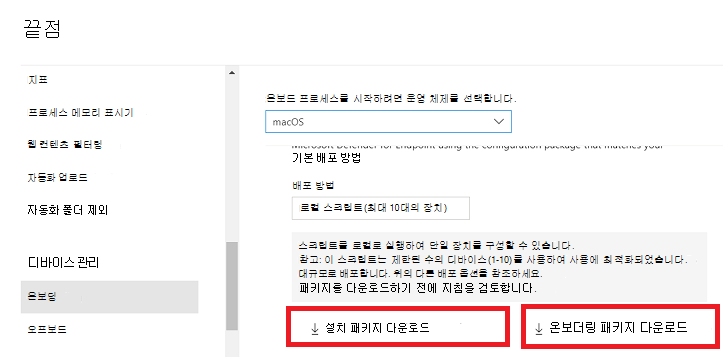 끝점
지표
프로세스 메모리 표시기
웹 컨텐츠 필터링
자동화 업로드
자동화 폴더 제외
디바이스 관리
온보딩
오프보드
온보드 프로세스를 시작하려면 운영 체제를 선택합니다.
macOS
Microsoft Defender for Endpoint using the configuration package that matches your
기본 배포 방법
배포 방법
로컬 스크립트(최대 10대의 장치)
스크립트를 로컬로 실행하여 단일 장치를 구성할 수 있습니다.
참고: 이 스크립트는 제한된 수의 디바이스(1-10)를 사용하여 사용에 최적화되었습니다.
대규모로 배포합니다. 위의 다른 배포 옵션을 참조하세요.
패키지를 다운로드하기 전에 지침을 검토합니다.
설치 패키지 다운로드
온보더링 패키지 다운로드